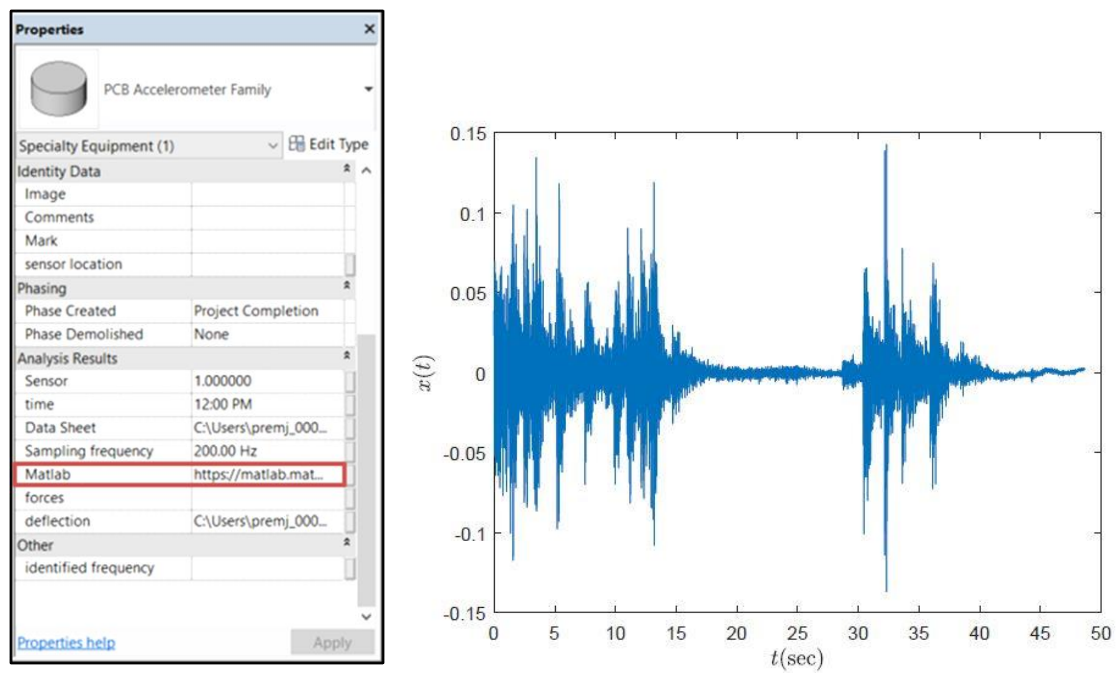 Properties
PCB Accelerometer Family
Specialty Equipment (1) Edit Type
Identity Data
Image
Comments
Mark
sensor location
Phasing
Phase Created Project Completion
Phase Demolished None
Analysis Results
Sensor 1.000000
time 12:00 PM
Data Sheet C:\Users\premj_000...
Sampling frequency 200.00 Hz
Matlab https://matlab.mat...
forces
deflection C:\Users\premj_000...
Other
identified frequency
Properties help Apply
0.15
0.1
0.05
0
-0.05
-0.1
-0.15
x(t)
0 5 10 15 20 25 30 35 40 45 50
t(sec)